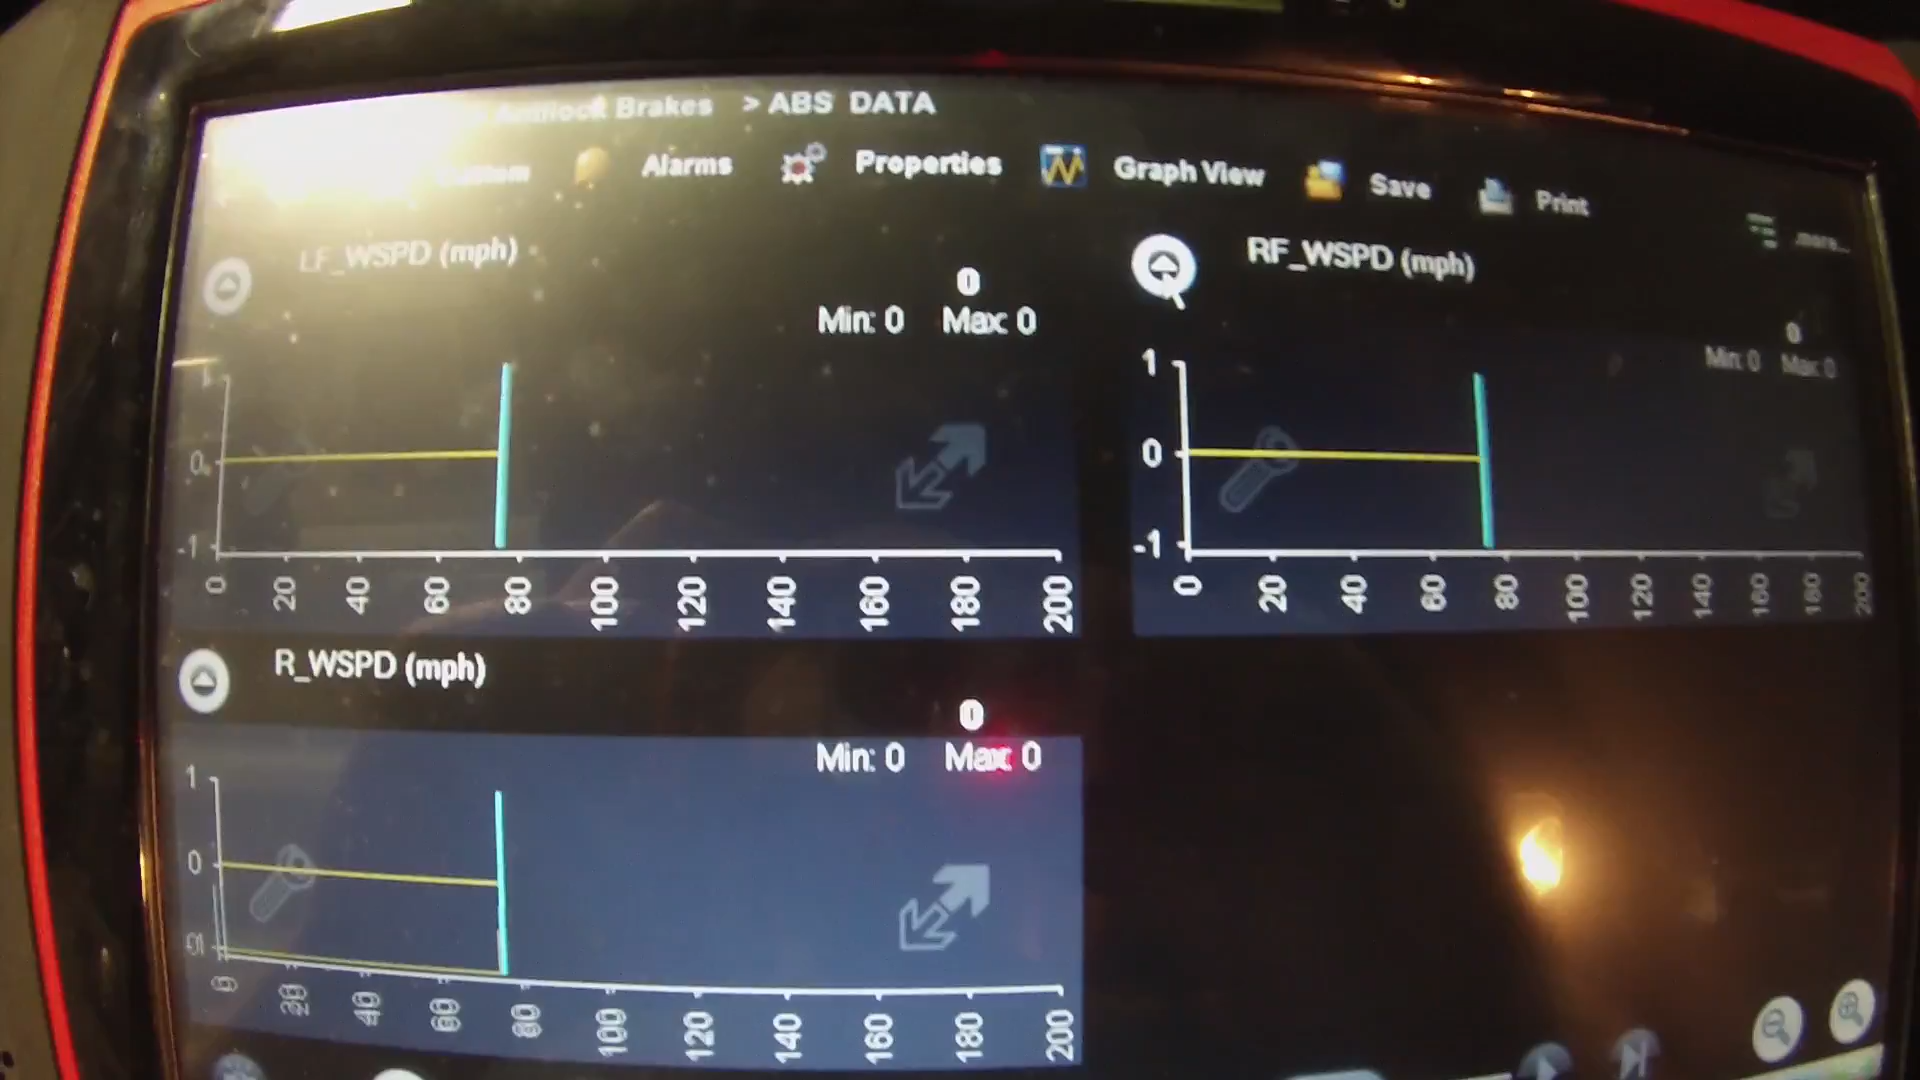 Antilock Brakes > ABS DATA
Custom Alarms Properties Graph View Save Print more...
LF_WSPD (mph)
0
Min: 0 Max: 0
1
0
-1
0 20 40 60 80 100 120 140 160 180 200
RF_WSPD (mph)
0
Min: 0 Max: 0
1
0
-1
0 20 40 60 80 100 120 140 160 180 200
R_WSPD (mph)
0
Min: 0 Max: 0
1
0
0 20 40 60 80 100 120 140 160 180 200